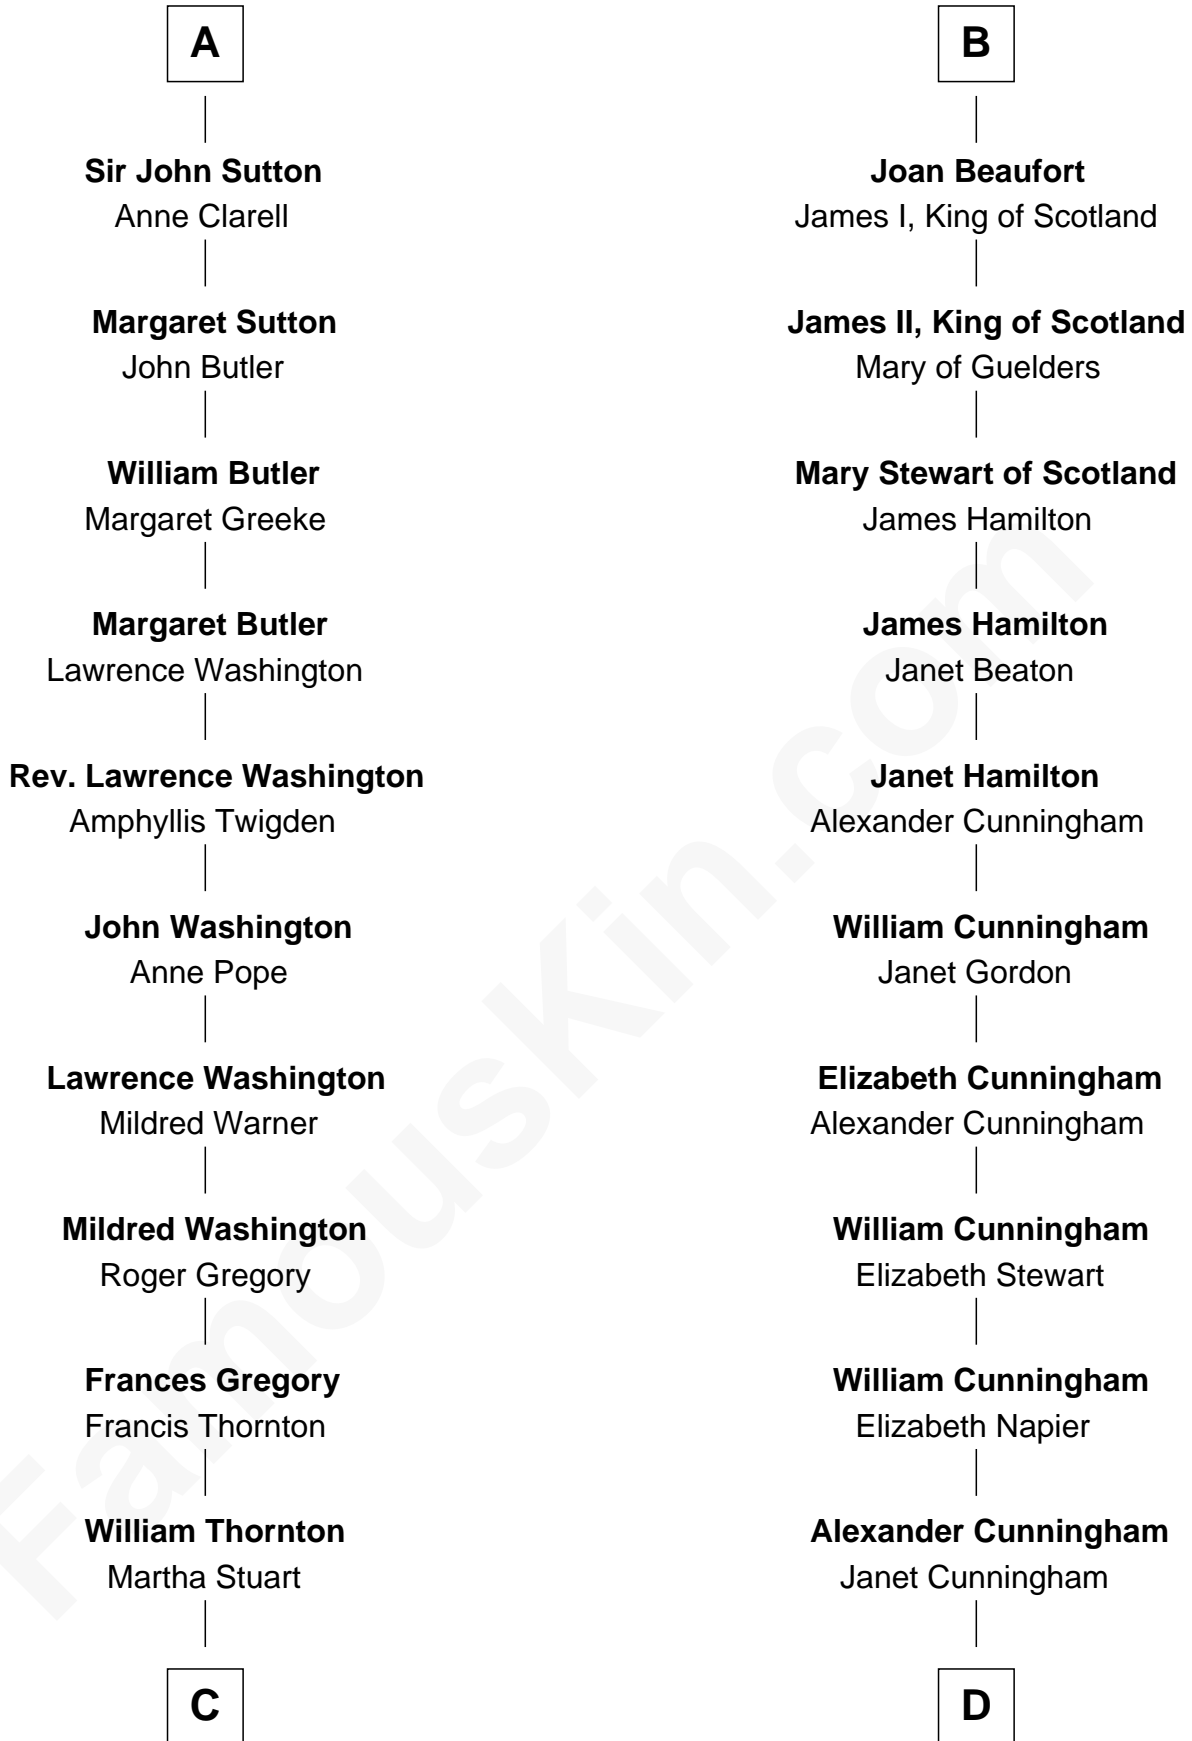 A
Sir John Sutton
Anne Clarell
Margaret Sutton
John Butler
William Butler
Margaret Greeke
Margaret Butler
Lawrence Washington
Rev. Lawrence Washington
Amphyllis Twigden
John Washington
Anne Pope
Lawrence Washington
Mildred Warner
Mildred Washington
Roger Gregory
Frances Gregory
Francis Thornton
William Thornton
Martha Stuart
C
B
Joan Beaufort
James I, King of Scotland
James II, King of Scotland
Mary of Guelders
Mary Stewart of Scotland
James Hamilton
James Hamilton
Janet Beaton
Janet Hamilton
Alexander Cunningham
William Cunningham
Janet Gordon
Elizabeth Cunningham
Alexander Cunningham
William Cunningham
Elizabeth Stewart
William Cunningham
Elizabeth Napier
Alexander Cunningham
Janet Cunningham
D
FamousKin.com